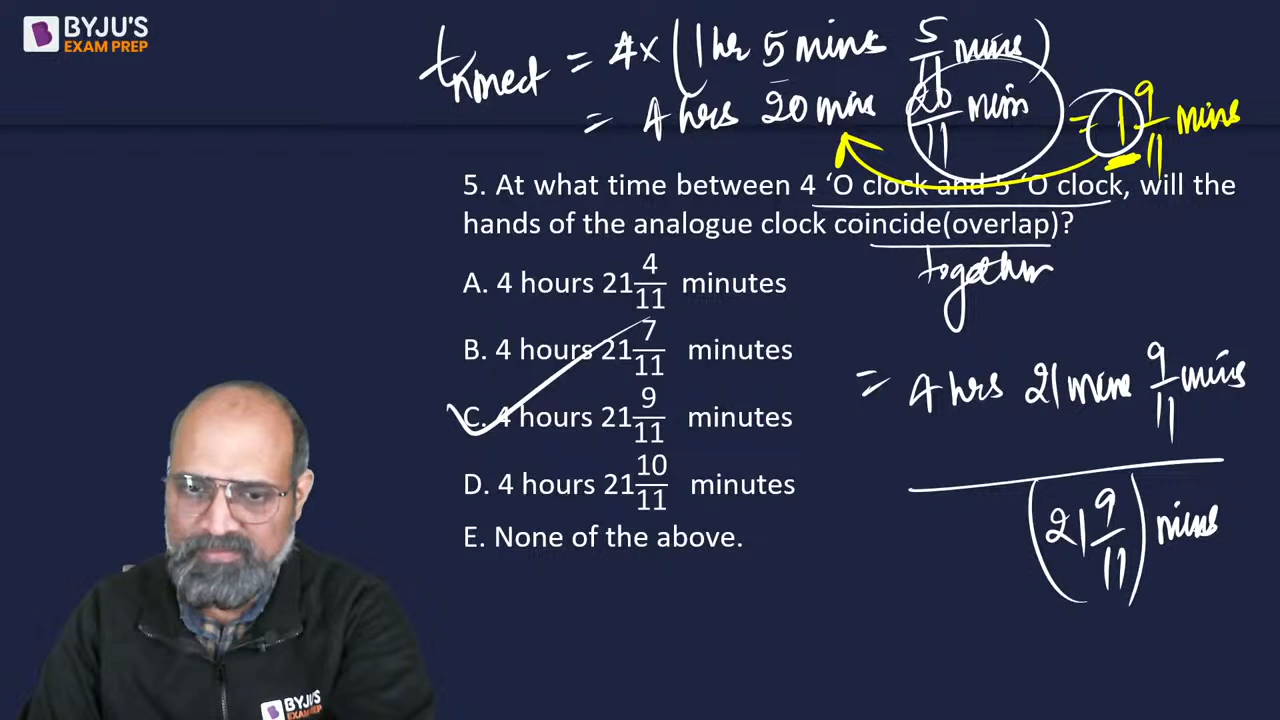 BYJU'S
EXAM PREP
t = 4 x (1 hr 5 mins 5/11 mins)
= 4 hrs 20 mins 20/11 min = 1 9/11 mins
5. At what time between 4 ‘O clock and 5 ‘O clock, will the
hands of the analogue clock coincide(overlap)?
together
A. 4 hours 21 4/11 minutes
B. 4 hours 21 7/11 minutes
C. 4 hours 21 9/11 minutes
= 4 hrs 21 mins 9/11 mins
D. 4 hours 21 10/11 minutes
(21 9/11) mins
E. None of the above.
BYJU'S
EXAM PREP